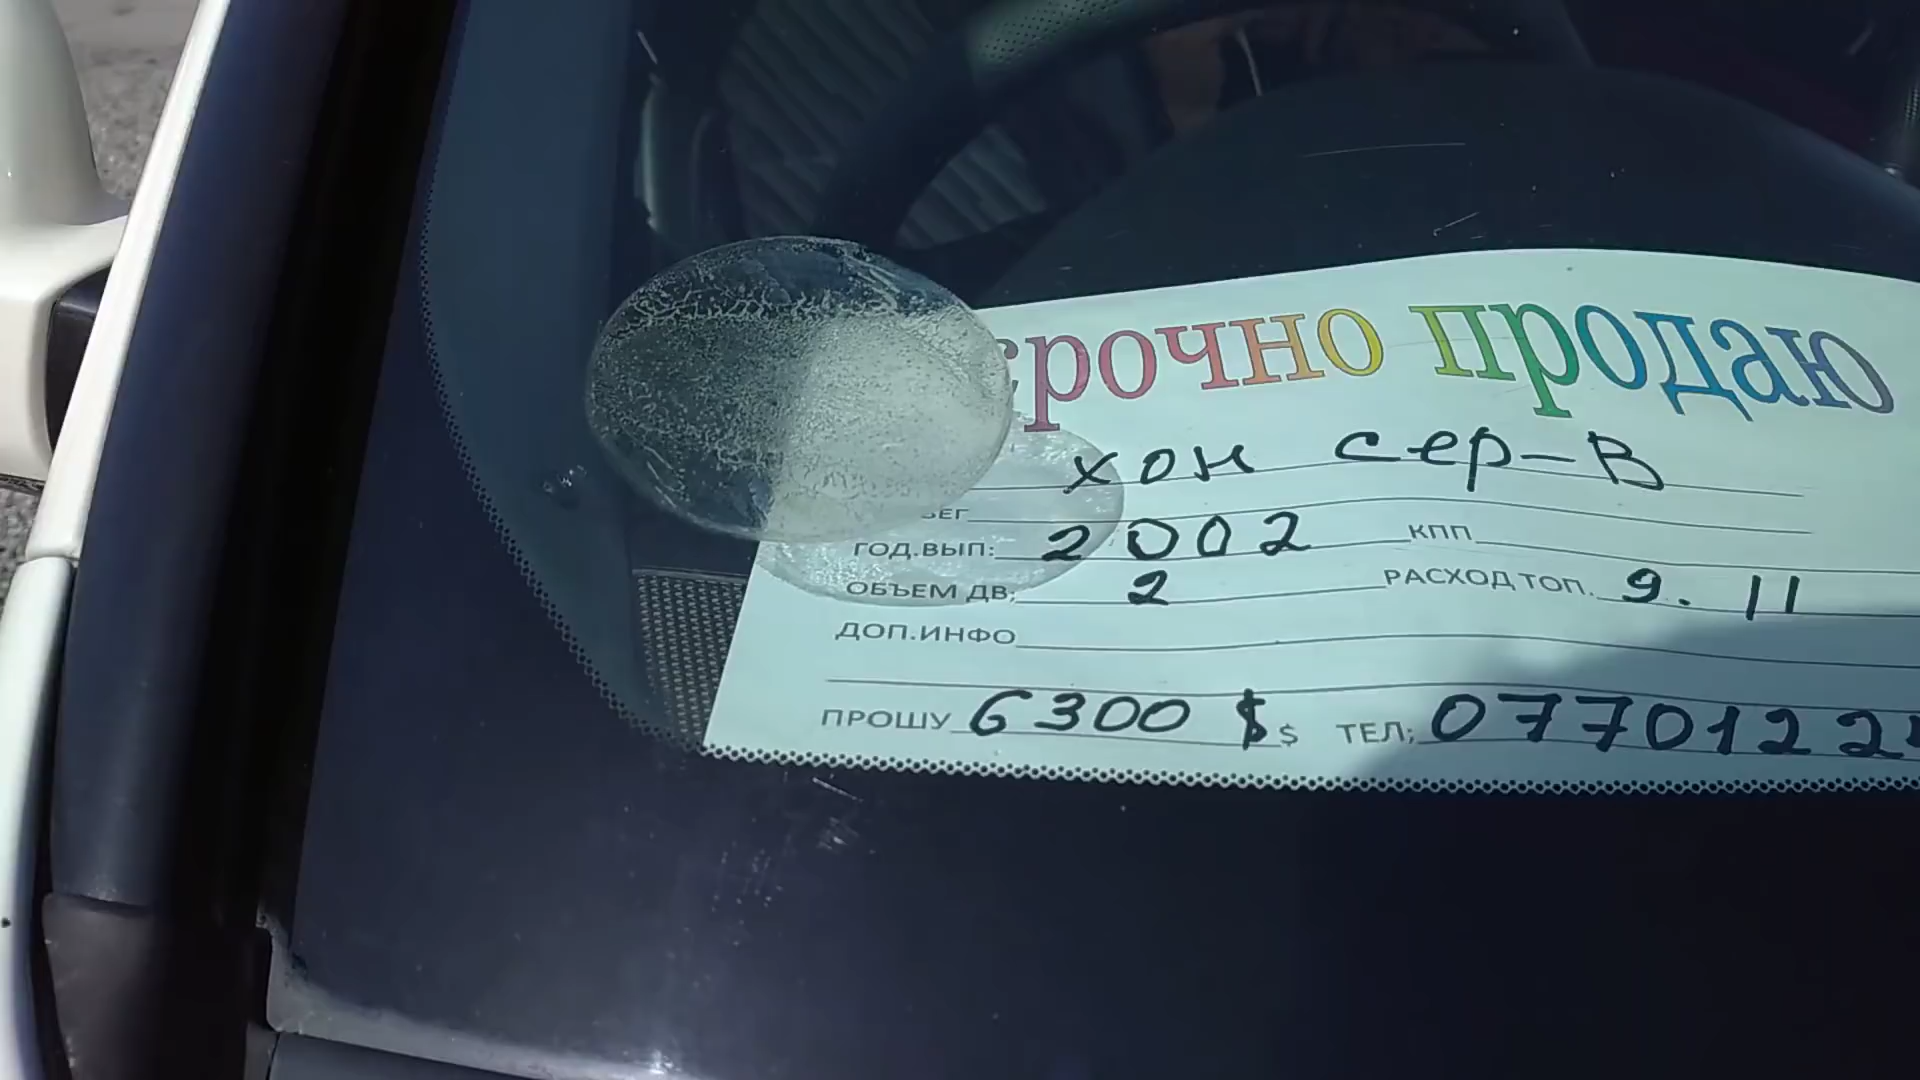 срочно продаю
хон сер-В
БЕГ
ГОД.ВЫП: 2002 КПП
ОБЪЕМ ДВ: 2 РАСХОД ТОП. 9. 11
ДОП.ИНФО
ПРОШУ 6300 $ $ ТЕЛ; 0770122